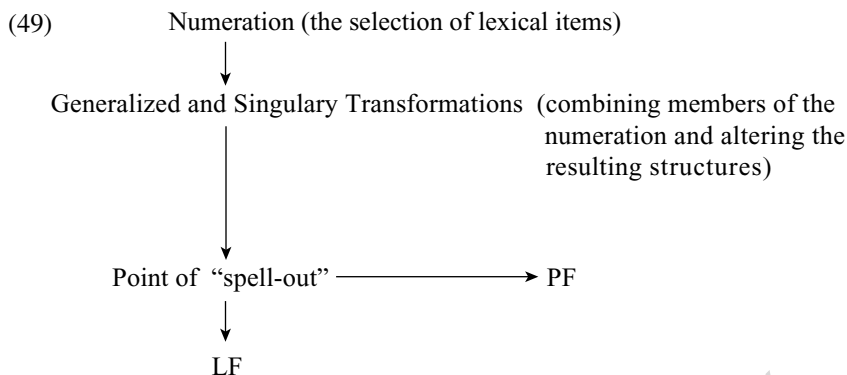 (49) Numeration (the selection of lexical items)
Generalized and Singulary Transformations (combining members of the
numeration and altering the
resulting structures)
Point of “spell-out” PF
LF